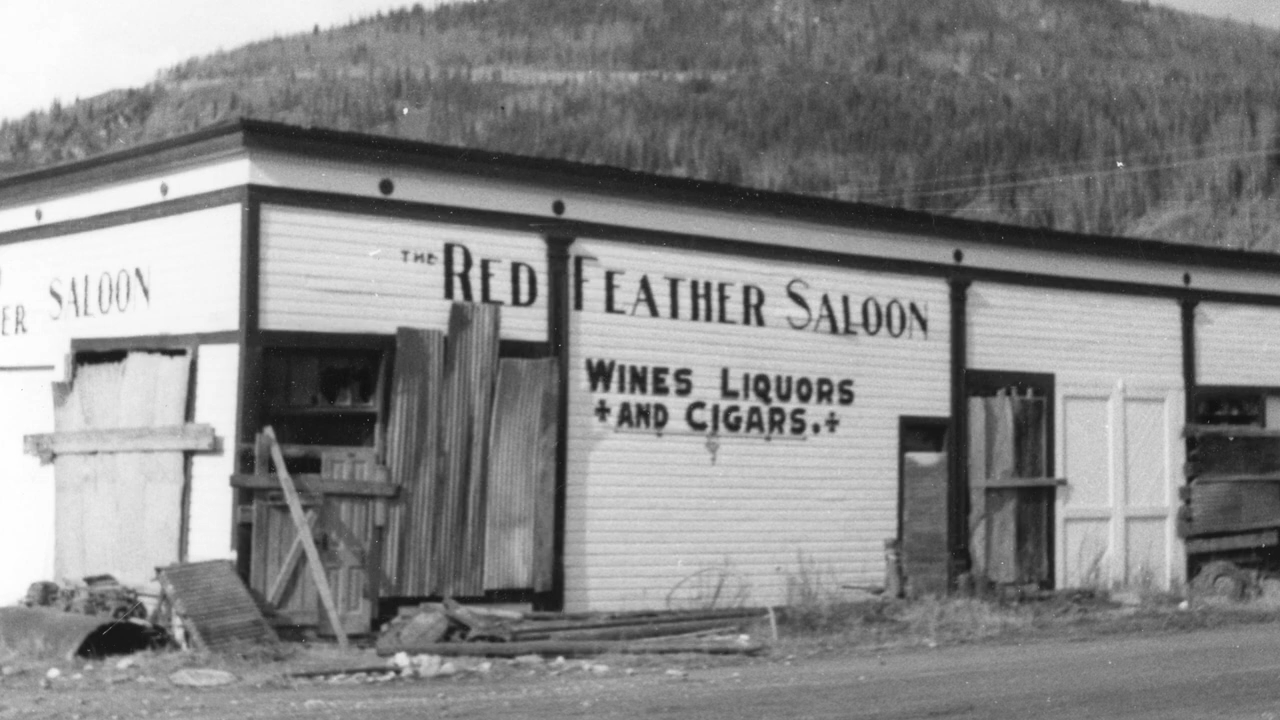 ER SALOON
THE RED FEATHER SALOON
WINES LIQUORS
+AND CIGARS.+